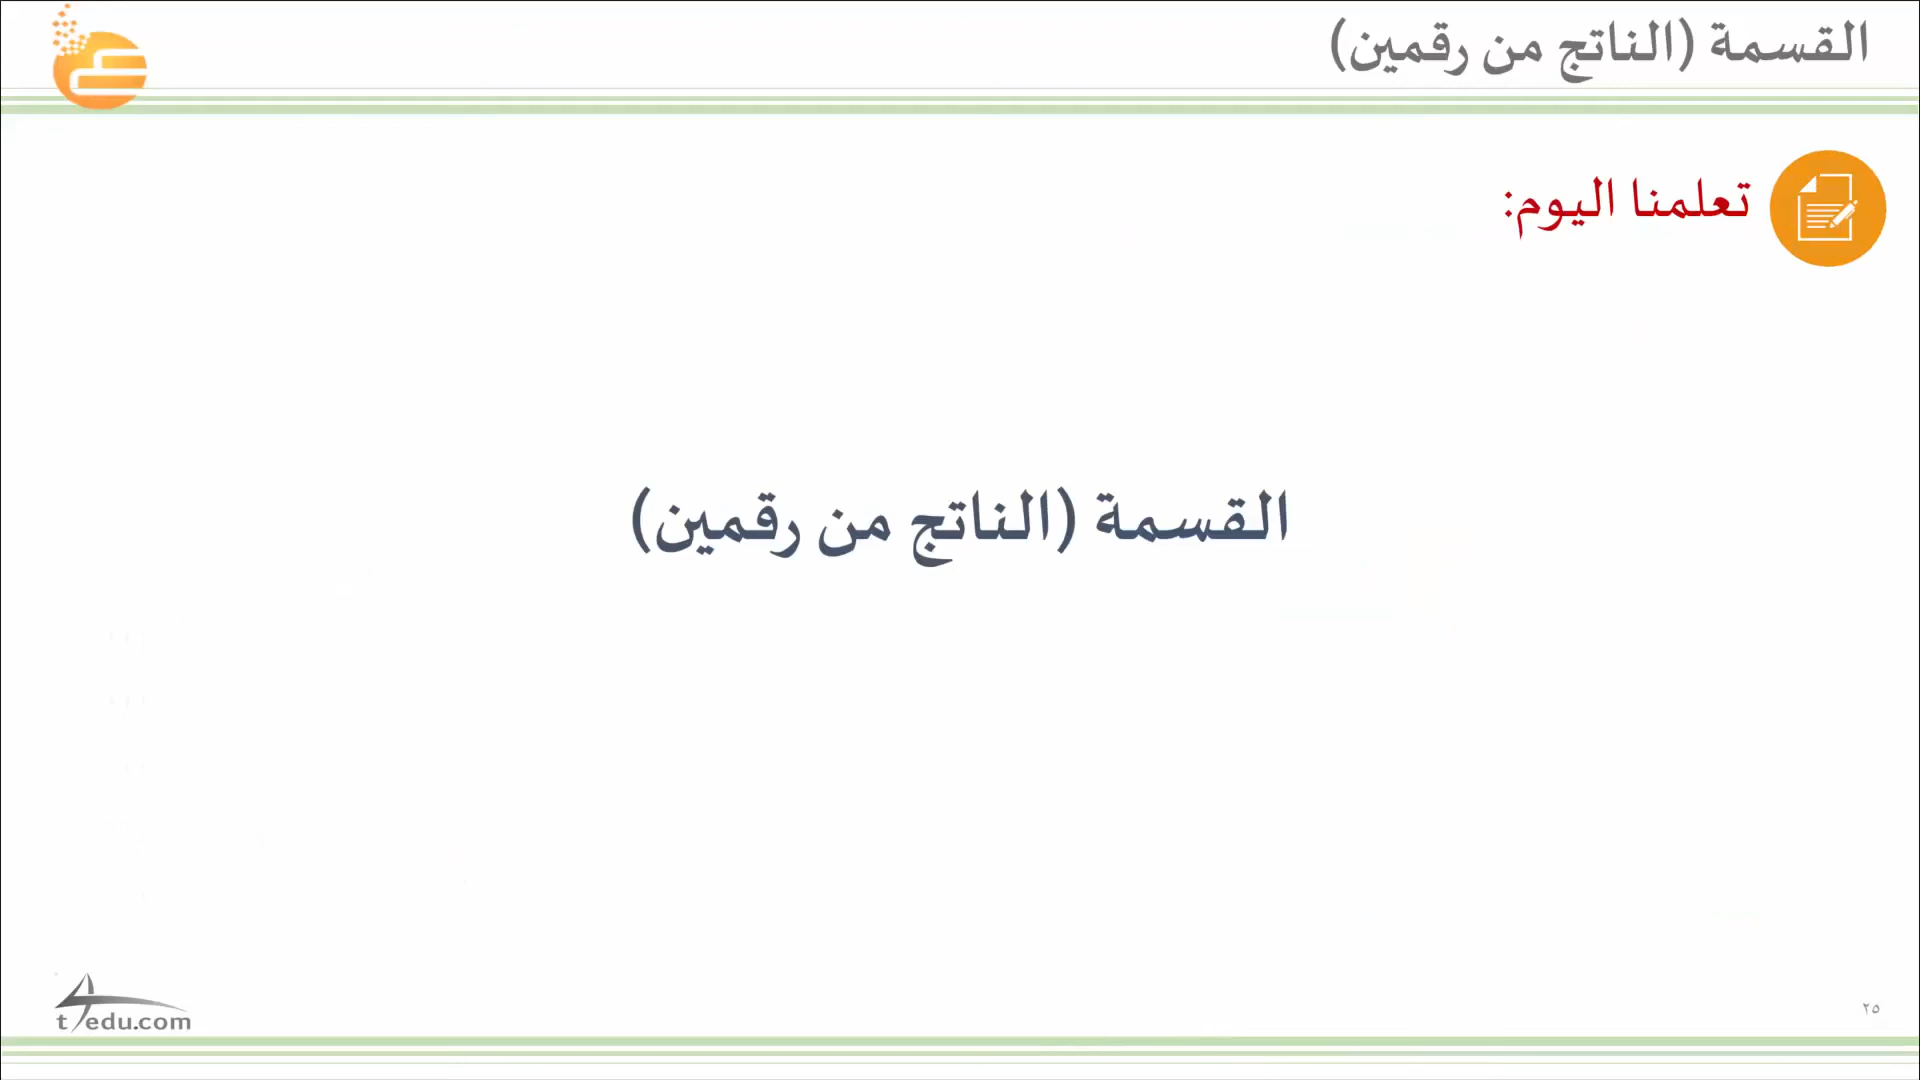 القسمة (الناتج من رقمين)
تعلمنا اليوم:
القسمة (الناتج من رقمين)
t4edu.com
٢٥